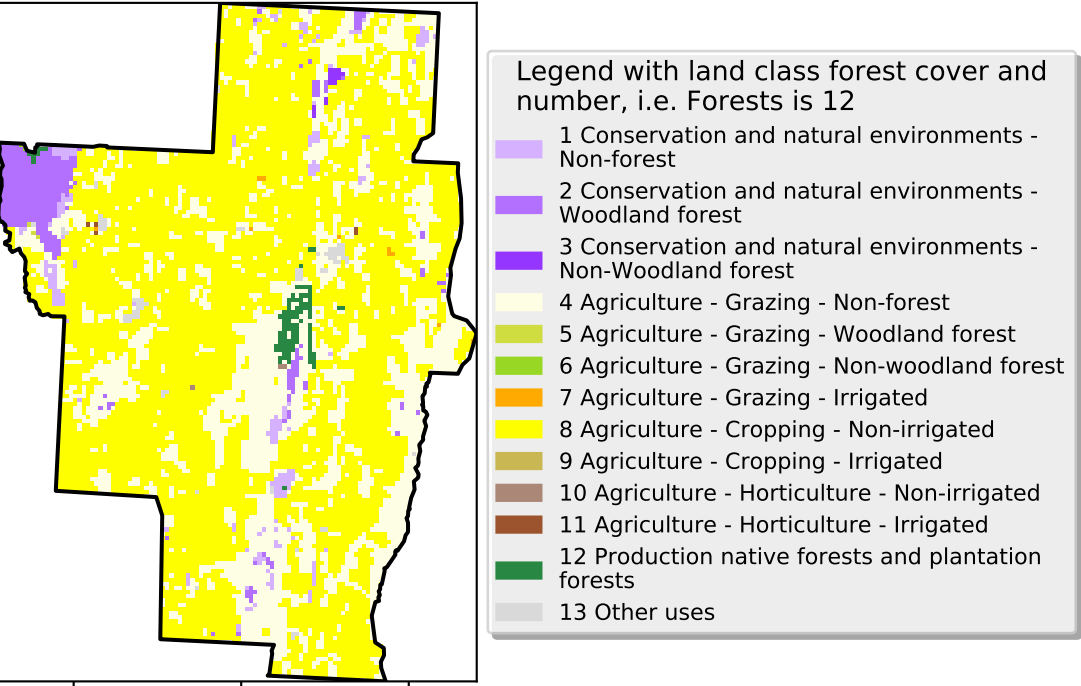 Legend with land class forest cover and
number, i.e. Forests is 12
1 Conservation and natural environments -
Non-forest
2 Conservation and natural environments -
Woodland forest
3 Conservation and natural environments -
Non-Woodland forest
4 Agriculture - Grazing - Non-forest
5 Agriculture - Grazing - Woodland forest
6 Agriculture - Grazing - Non-woodland forest
7 Agriculture - Grazing - Irrigated
8 Agriculture - Cropping - Non-irrigated
9 Agriculture - Cropping - Irrigated
10 Agriculture - Horticulture - Non-irrigated
11 Agriculture - Horticulture - Irrigated
12 Production native forests and plantation
forests
13 Other uses